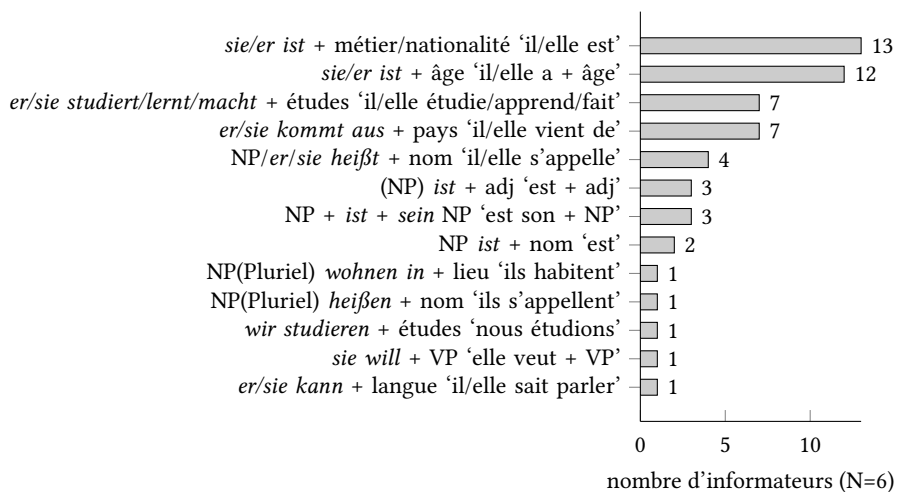 sie/er ist + métier/nationalité ‘il/elle est’ 13
sie/er ist + âge ‘il/elle a + âge’ 12
er/sie studiert/lernt/macht + études ‘il/elle étudie/apprend/fait’ 7
er/sie kommt aus + pays ‘il/elle vient de’ 7
NP/er/sie heißt + nom ‘il/elle s’appelle’ 4
(NP) ist + adj ‘est + adj’ 3
NP + ist + sein NP ‘est son + NP’ 3
NP ist + nom ‘est’ 2
NP(Pluriel) wohnen in + lieu ‘ils habitent’ 1
NP(Pluriel) heißen + nom ‘ils s’appellent’ 1
wir studieren + études ‘nous étudions’ 1
sie will + VP ‘elle veut + VP’ 1
er/sie kann + langue ‘il/elle sait parler’ 1
0 5 10
nombre d’informateurs (N=6)